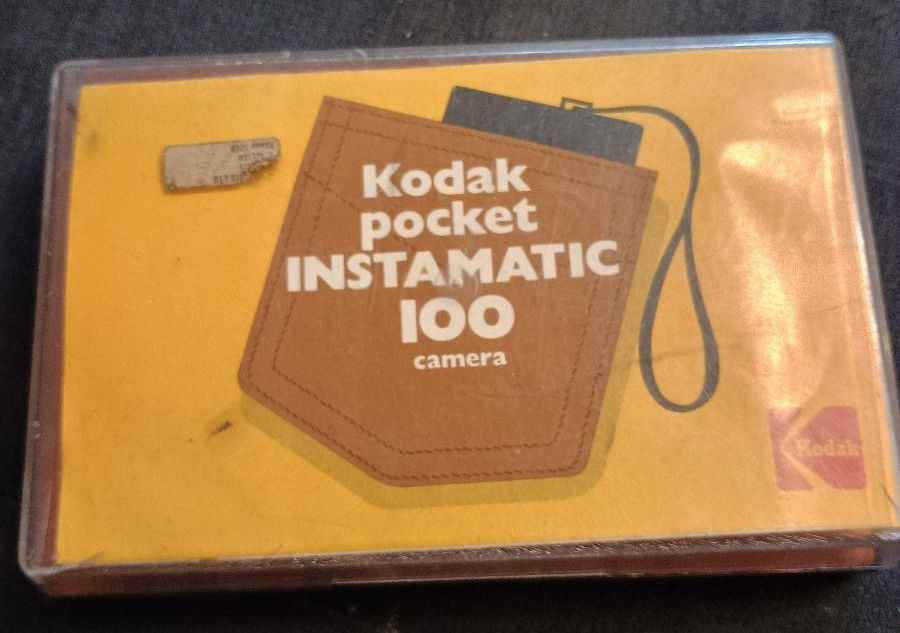 Kodak
pocket
INSTAMATIC
100
camera
Kodak